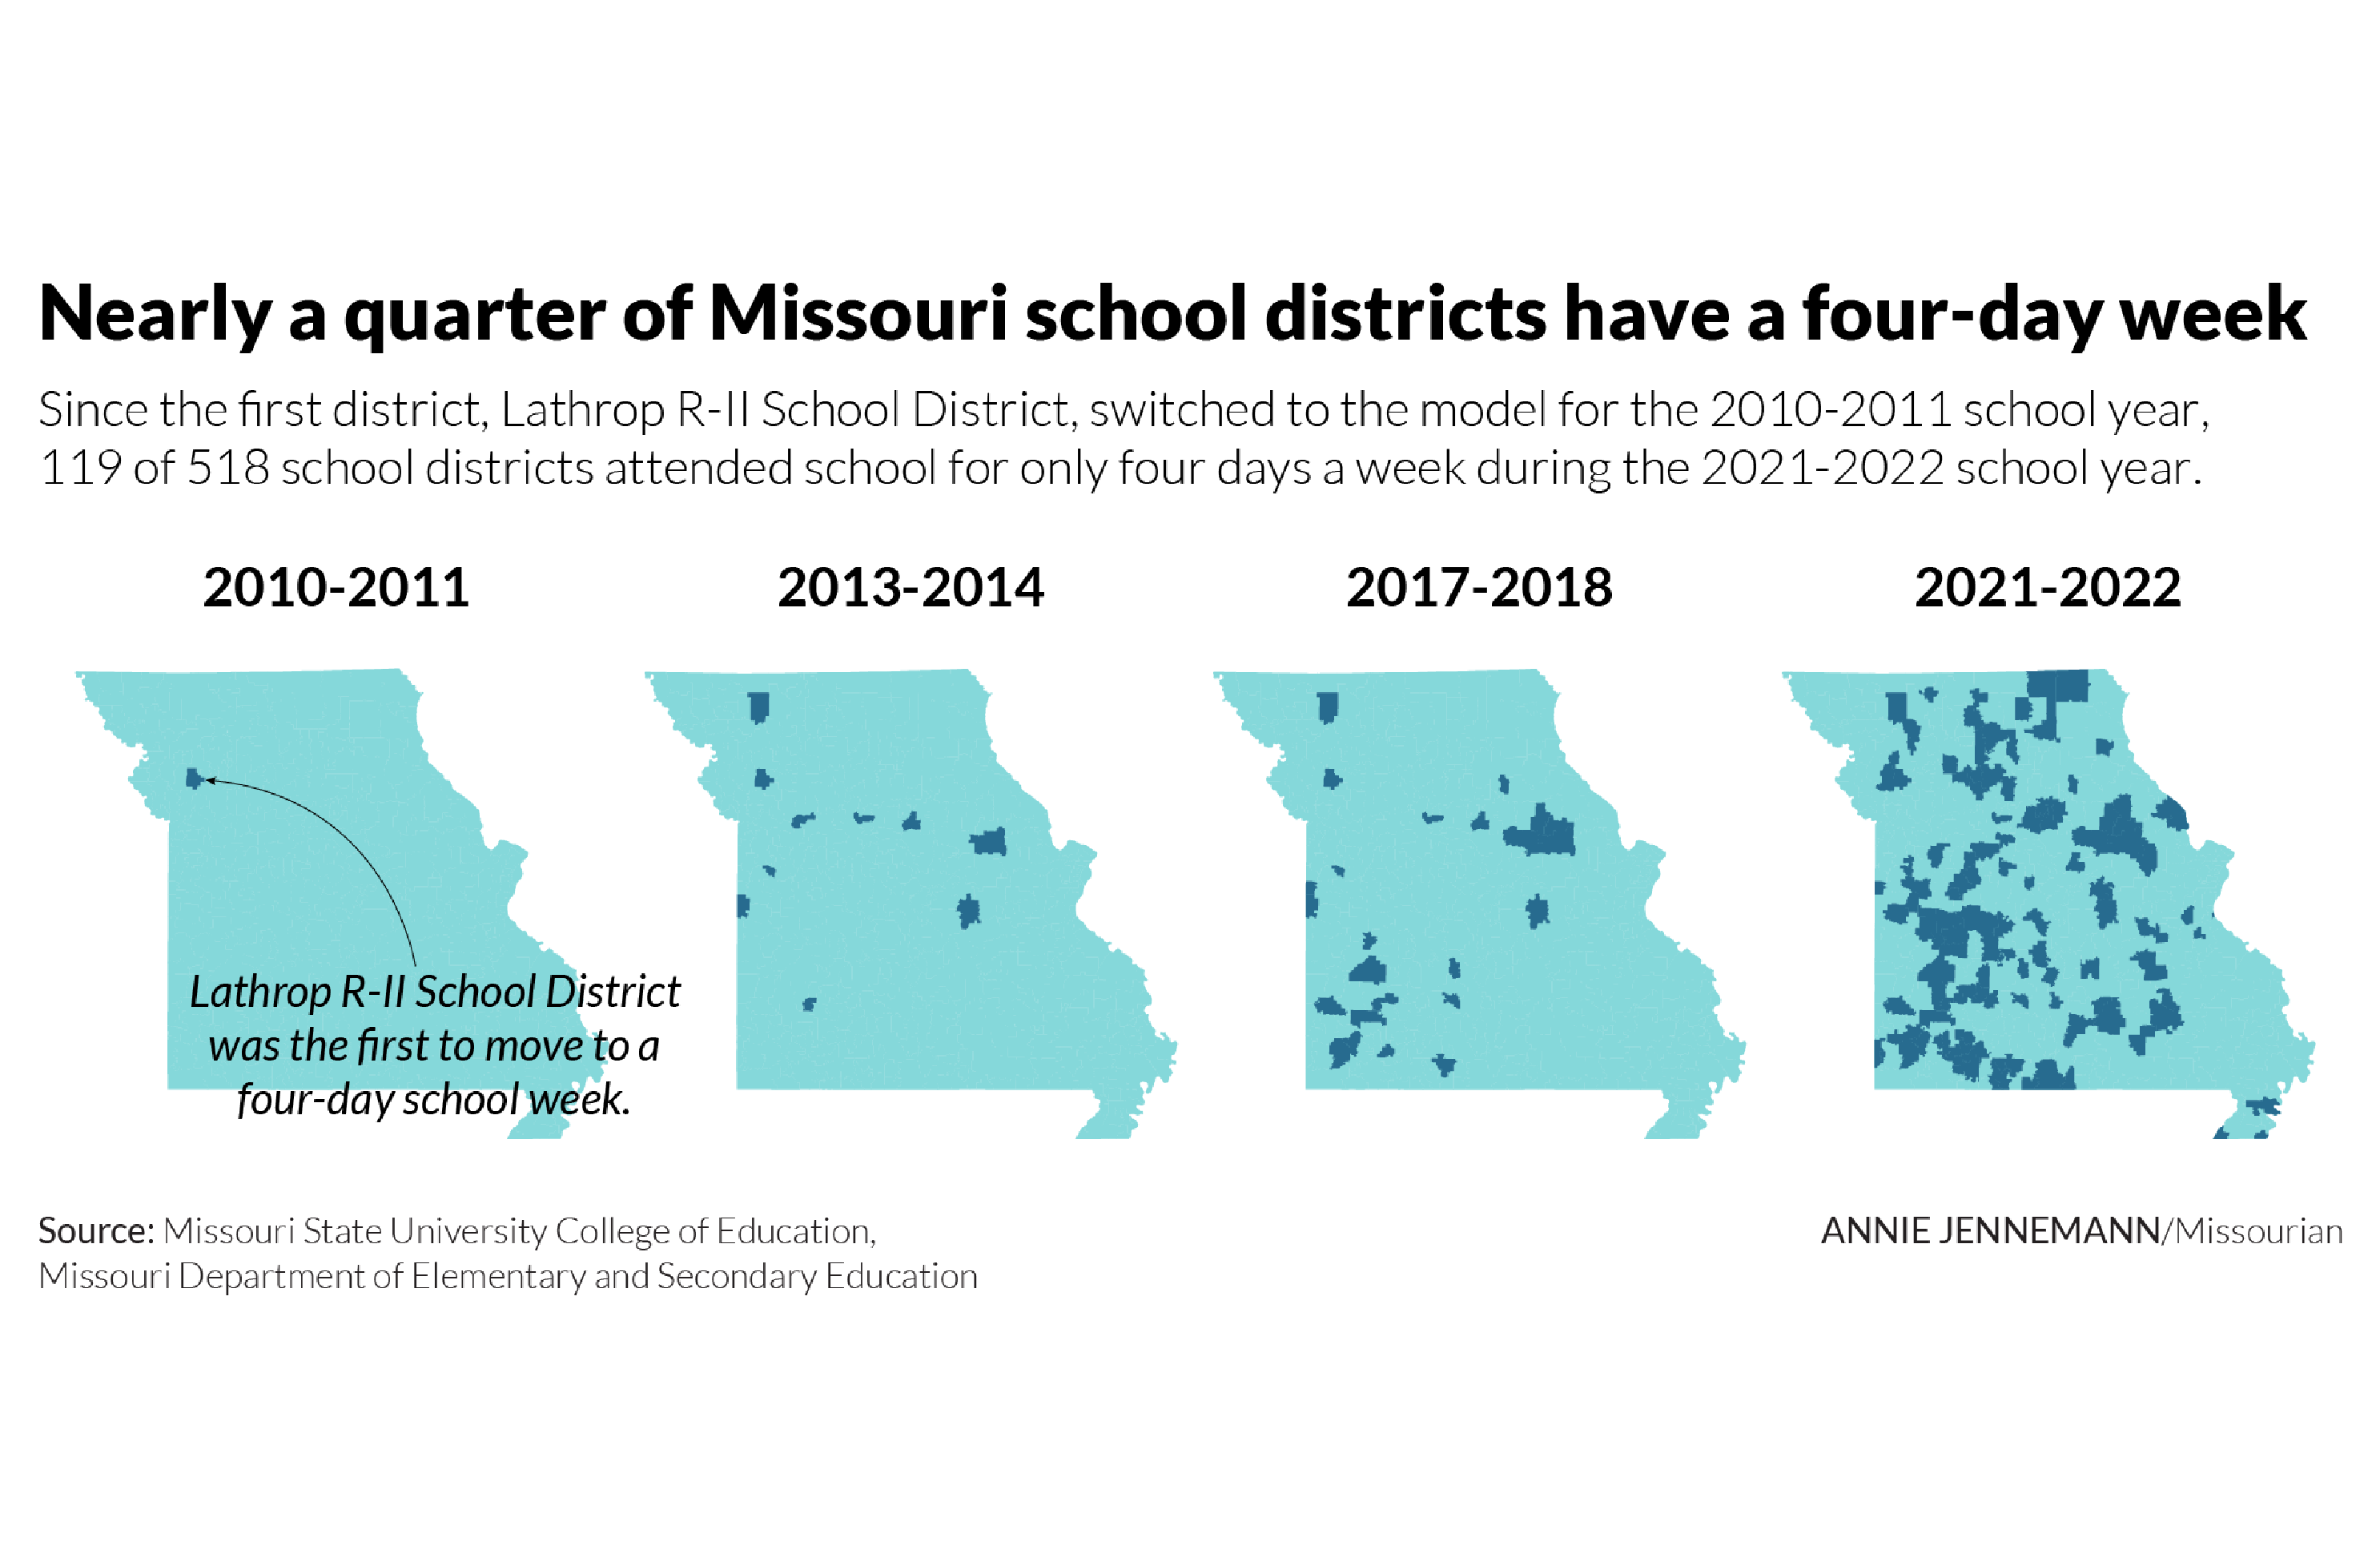 Nearly a quarter of Missouri school districts have a four-day week
Since the first district, Lathrop R-II School District, switched to the model for the 2010-2011 school year,
119 of 518 school districts attended school for only four days a week during the 2021-2022 school year.
2010-2011
2013-2014
2017-2018
2021-2022
Lathrop R-II School District
was the first to move to a
four-day school week.
Source: Missouri State University College of Education,
Missouri Department of Elementary and Secondary Education
ANNIE JENNEMANN/Missourian